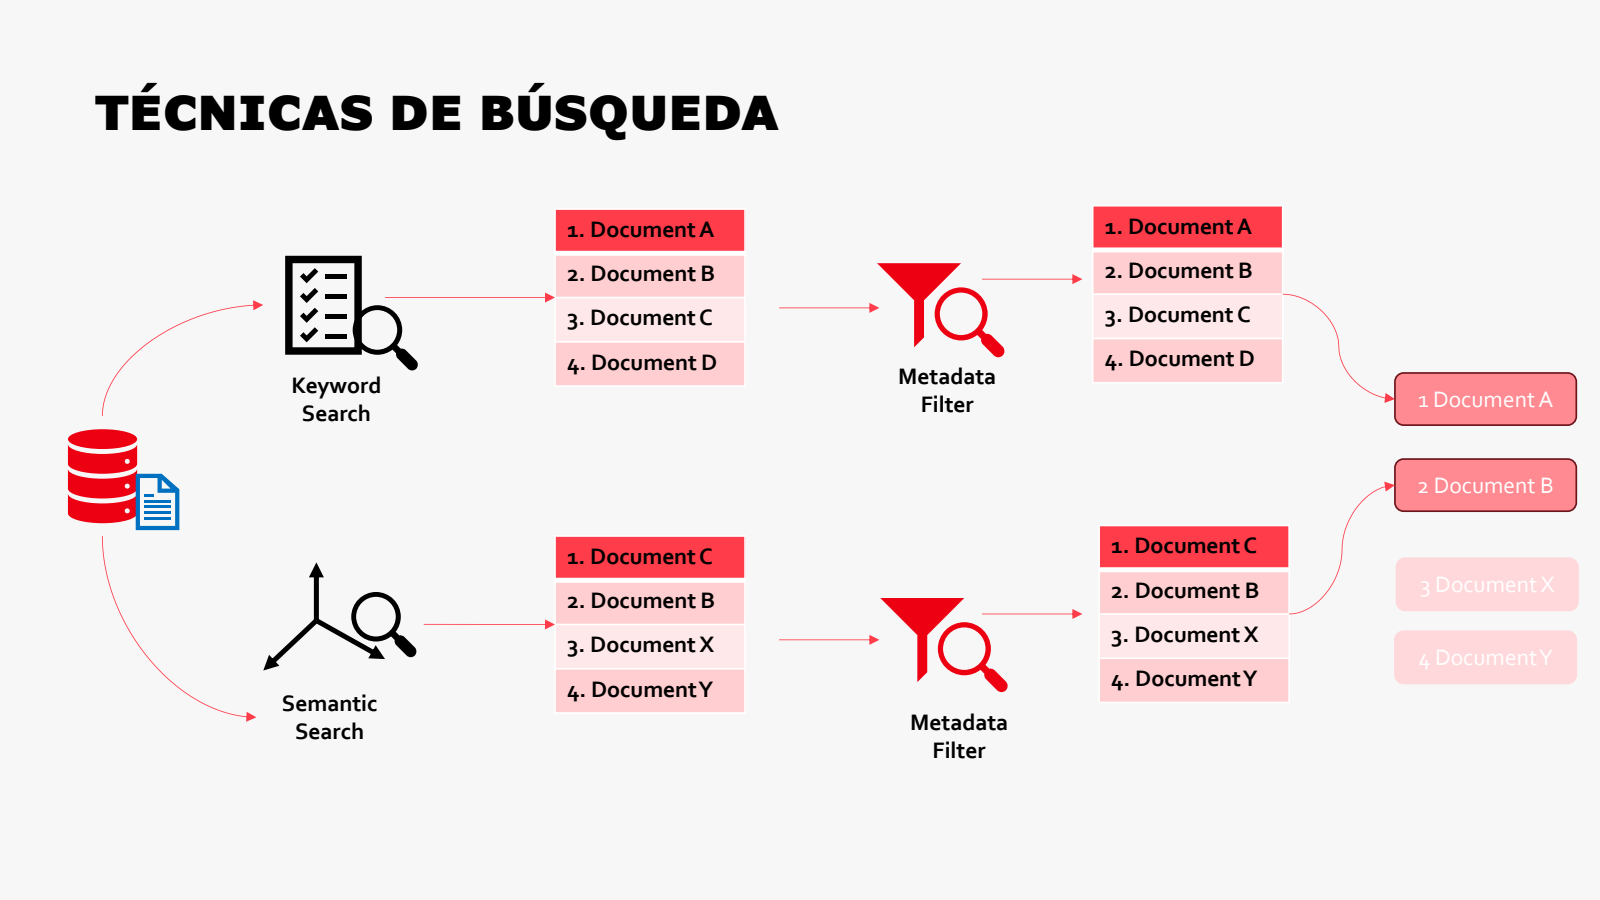 TÉCNICAS DE BÚSQUEDA
Keyword
Search
1. Document A
2. Document B
3. Document C
4. Document D
Metadata
Filter
1. Document A
2. Document B
3. Document C
4. Document D
Semantic
Search
1. Document C
2. Document B
3. Document X
4. Document Y
Metadata
Filter
1. Document C
2. Document B
3. Document X
4. Document Y
1 Document A
2 Document B
3 Document X
4 Document Y